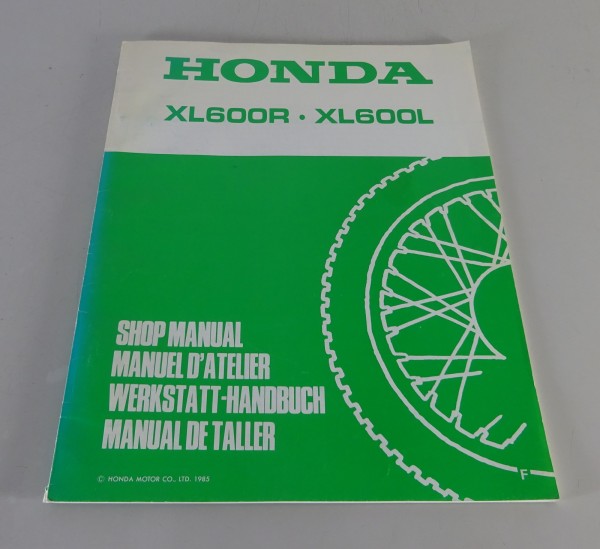 HONDA
XL600R · XL600L
SHOP MANUAL
MANUEL D'ATELIER
WERKSTATT-HANDBUCH
MANUAL DE TALLER
© HONDA MOTOR CO., LTD. 1985
F